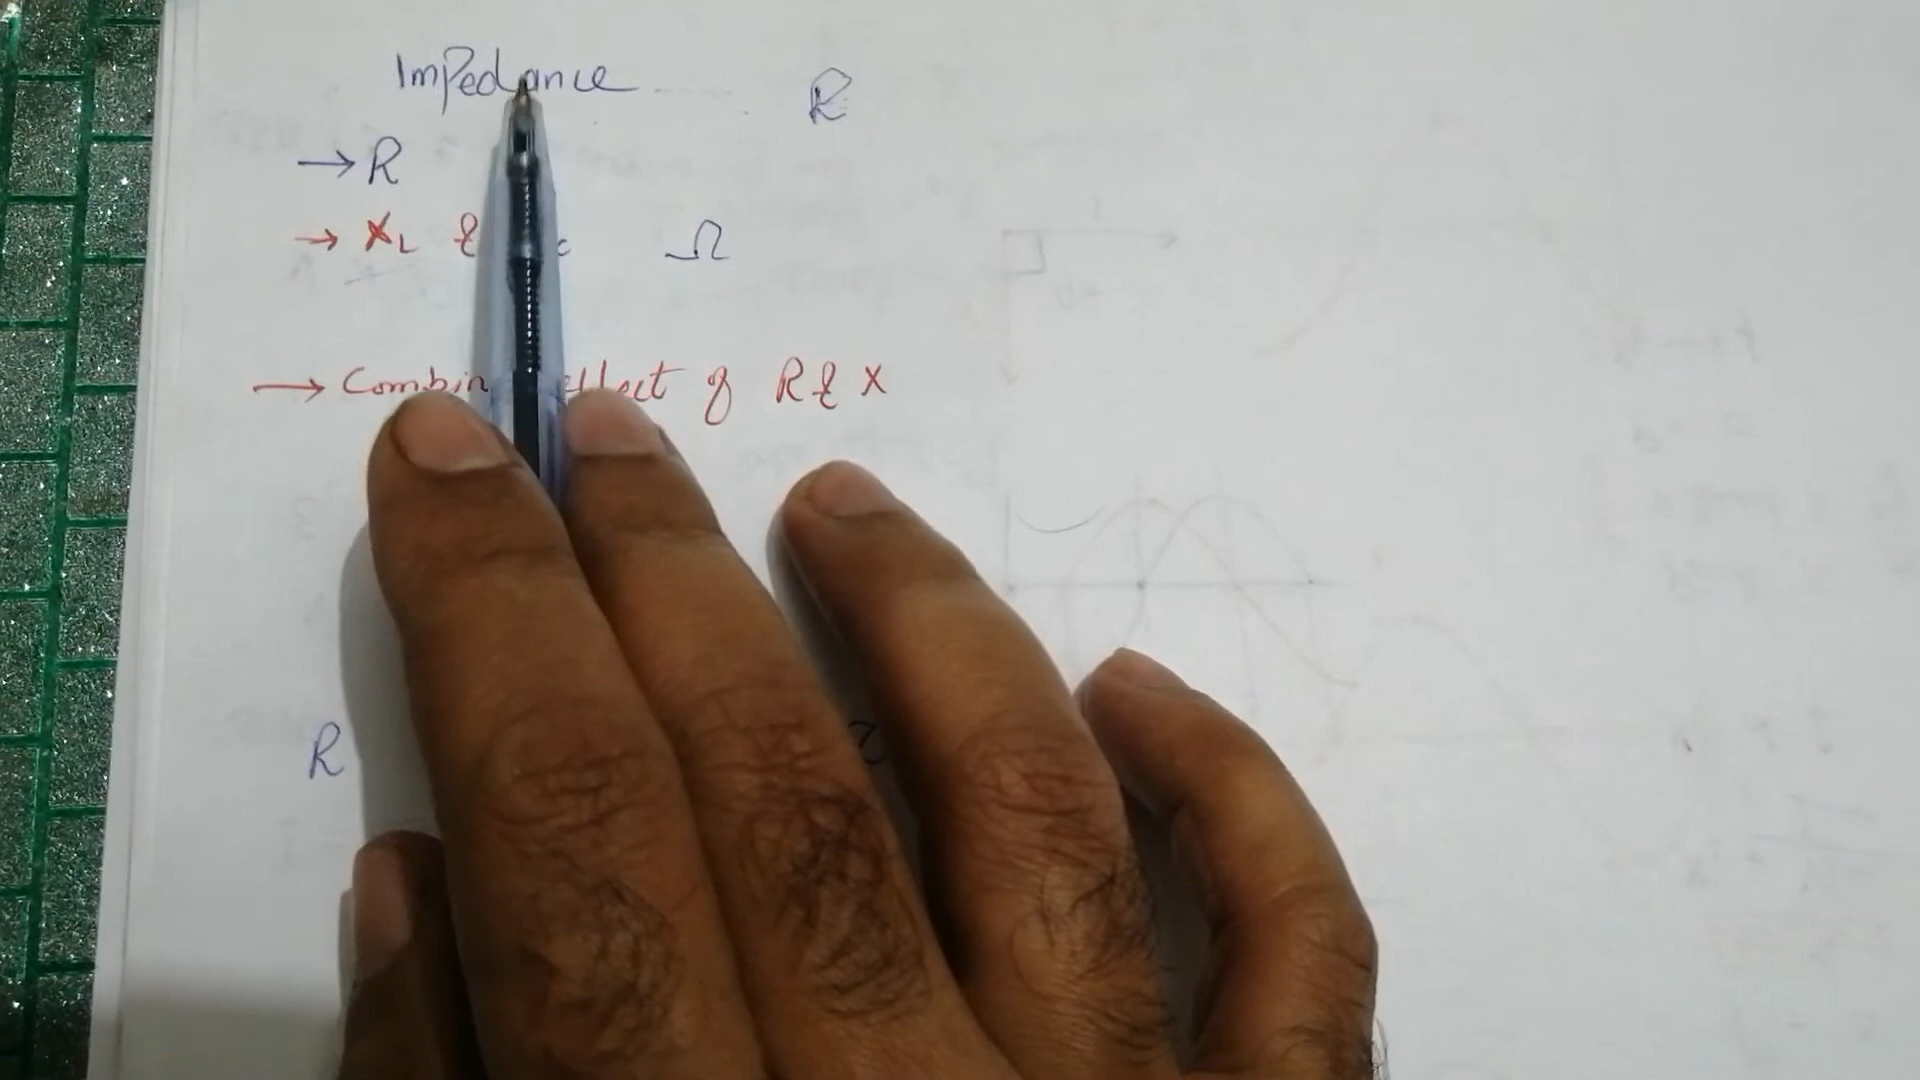 Impedance R
→ R
→ XL & c Ω
→ Combin effect of R & X
R